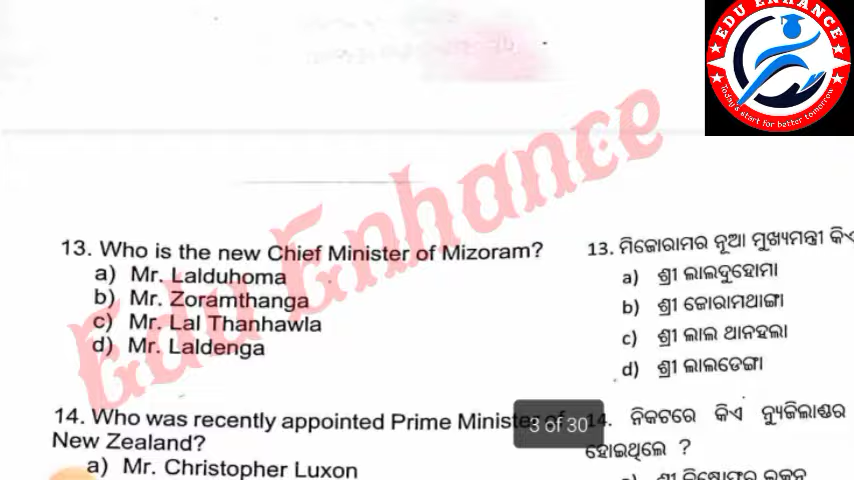 EDU ENHANCE
Today's start for better tomorrow
Edu Enhance
13. Who is the new Chief Minister of Mizoram?
a) Mr. Lalduhoma
b) Mr. Zoramthanga
c) Mr. Lal Thanhawla
d) Mr. Laldenga
14. Who was recently appointed Prime Minister of
New Zealand?
a) Mr. Christopher Luxon
3 of 30
13. ମିଜୋରାମର ନୂଆ ମୁଖ୍ୟମନ୍ତ୍ରୀ କିଏ
a) ଶ୍ରୀ ଲାଲଦୁହୋମା
b) ଶ୍ରୀ ଜୋରାମଥାଙ୍ଗା
c) ଶ୍ରୀ ଲାଲ ଥାନହଲା
d) ଶ୍ରୀ ଲାଲଡେଙ୍ଗା
14. ନିକଟରେ କିଏ ନ୍ୟୁଜିଲାଣ୍ଡର
ହୋଇଥିଲେ ?